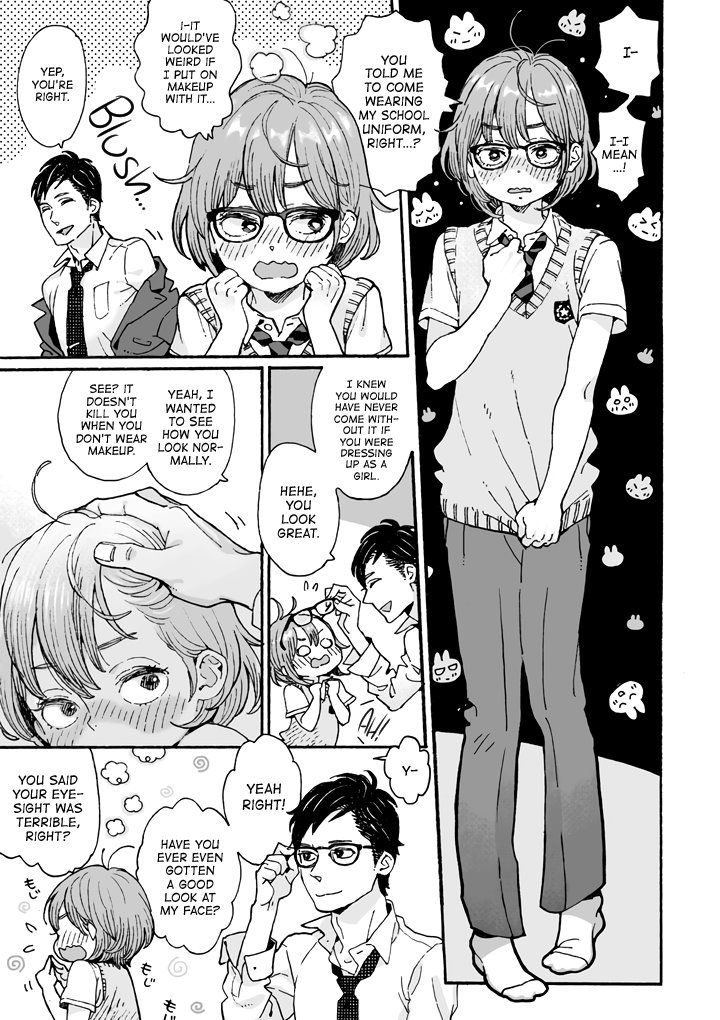 I-
I-I
MEAN
...!
YOU
TOLD ME
TO COME
WEARING
MY SCHOOL
UNIFORM,
RIGHT...?
I-IT
WOULD'VE
LOOKED
WEIRD IF
I PUT ON
MAKEUP
WITH IT...
Blush...
YEP,
YOU'RE
RIGHT.
I KNEW
YOU WOULD
HAVE NEVER
COME WITH-
OUT IT IF
YOU WERE
DRESSING
UP AS A
GIRL.
HEHE,
YOU
LOOK
GREAT.
YEAH, I
WANTED
TO SEE
HOW YOU
LOOK NOR-
MALLY.
SEE? IT
DOESN'T
KILL YOU
WHEN YOU
DON'T WEAR
MAKEUP.
Y-
YEAH
RIGHT!
HAVE YOU
EVER EVEN
GOTTEN
A GOOD
LOOK AT
MY FACE?
YOU SAID
YOUR EYE-
SIGHT WAS
TERRIBLE,
RIGHT?
もじ
もじ